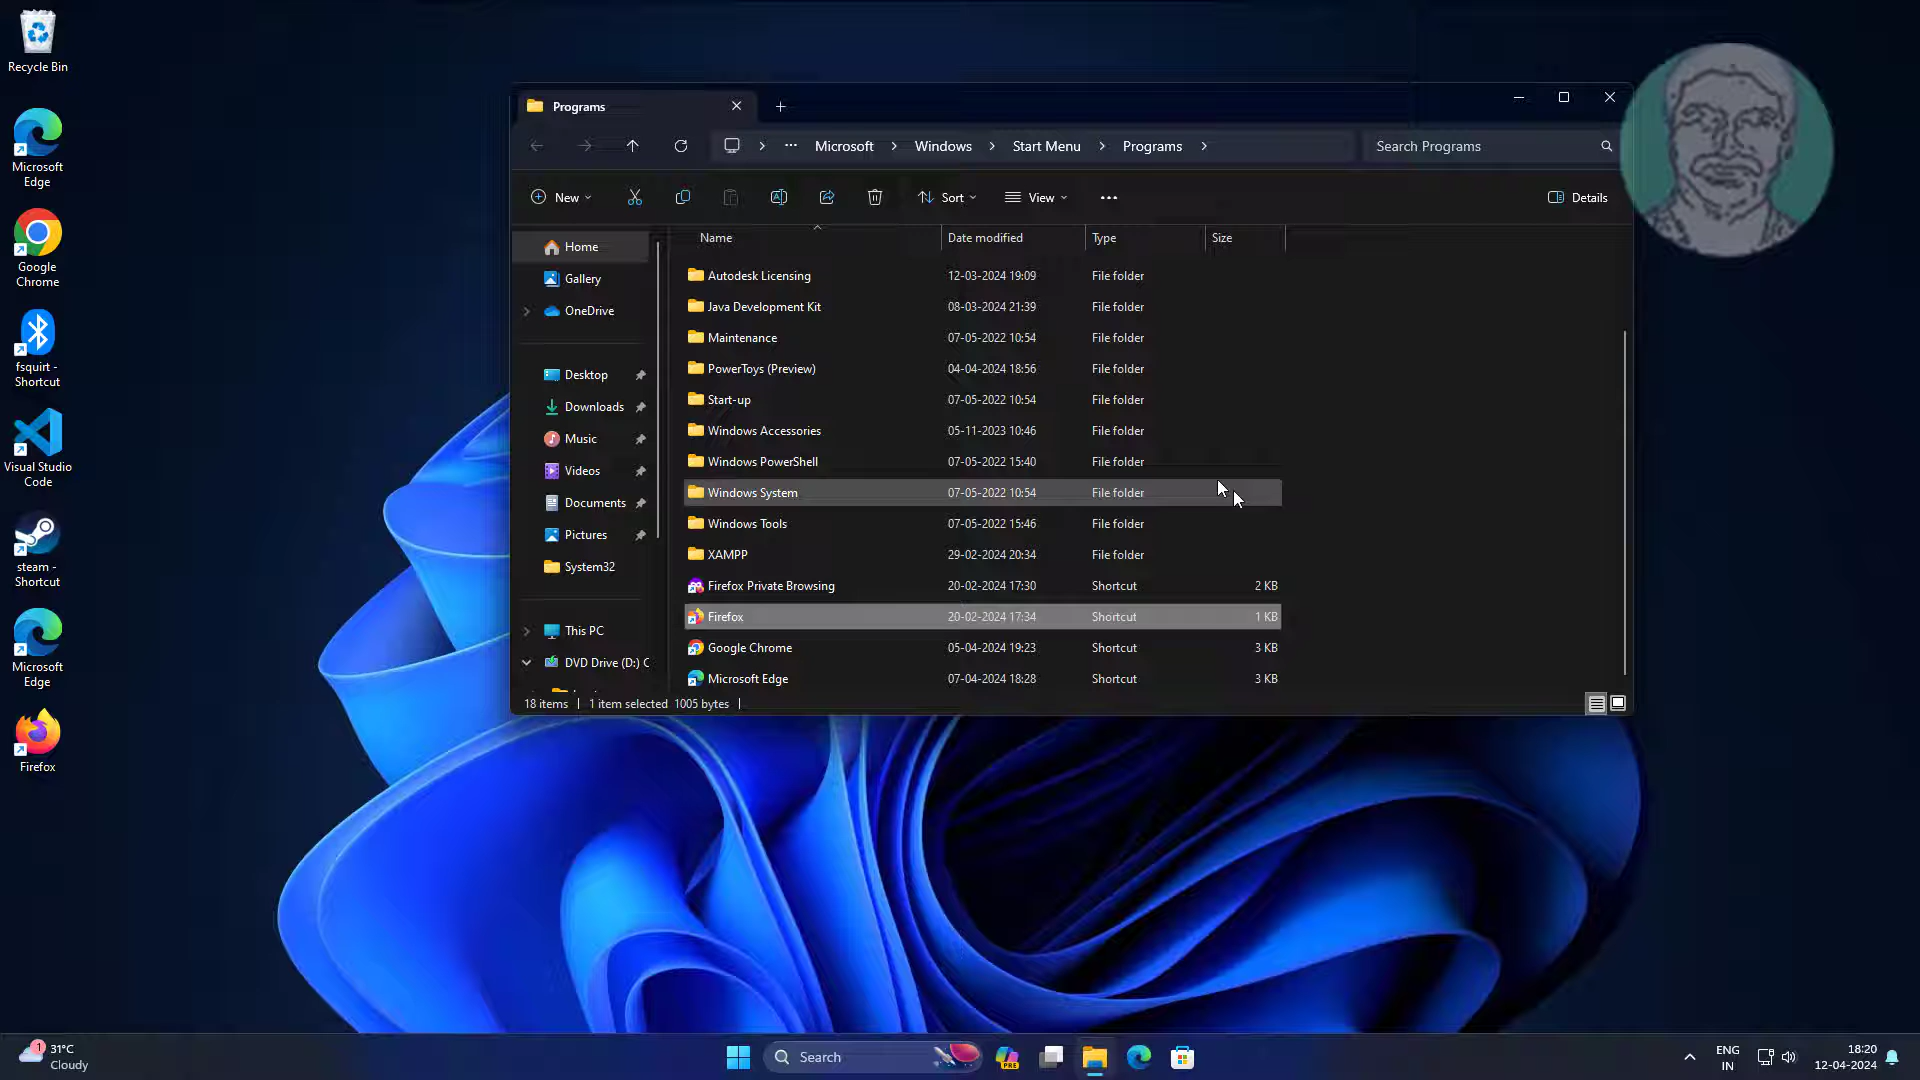 Recycle Bin
Microsoft
Edge
Google
Chrome
fsquirt -
Shortcut
Visual Studio
Code
steam -
Shortcut
Microsoft
Edge
Firefox
Programs
Microsoft
Windows
Start Menu
Programs
Search Programs
New
Sort
View
Details
Home
Gallery
OneDrive
Desktop
Downloads
Music
Videos
Documents
Pictures
System32
This PC
DVD Drive (D:) C
Name Date modified Type Size
Autodesk Licensing 12-03-2024 19:09 File folder
Java Development Kit 08-03-2024 21:39 File folder
Maintenance 07-05-2022 10:54 File folder
PowerToys (Preview) 04-04-2024 18:56 File folder
Start-up 07-05-2022 10:54 File folder
Windows Accessories 05-11-2023 10:46 File folder
Windows PowerShell 07-05-2022 15:40 File folder
Windows System 07-05-2022 10:54 File folder
Windows Tools 07-05-2022 15:46 File folder
XAMPP 29-02-2024 20:34 File folder
Firefox Private Browsing 20-02-2024 17:30 Shortcut 2 KB
Firefox 20-02-2024 17:34 Shortcut 1 KB
Google Chrome 05-04-2024 19:23 Shortcut 3 KB
Microsoft Edge 07-04-2024 18:28 Shortcut 3 KB
18 items 1 item selected 1005 bytes
1
31°C
Cloudy
Search
PRE
ENG
IN
18:20
12-04-2024